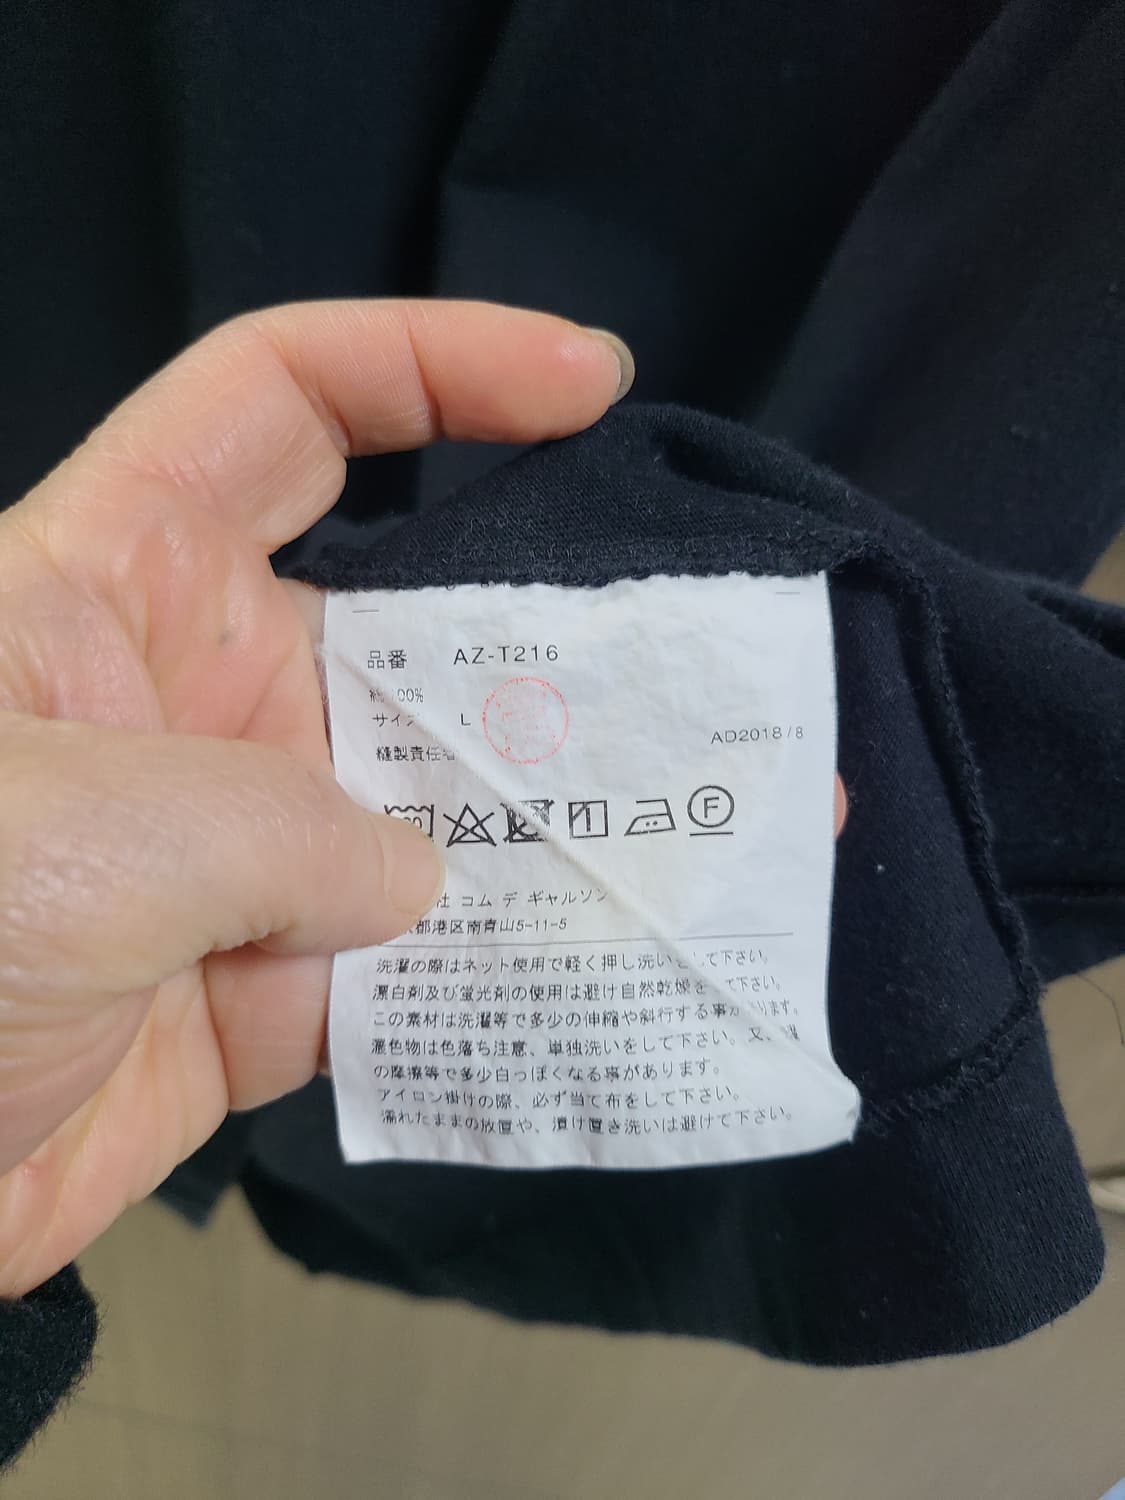 品番 AZ-T216
綿 100%
サイズ L
AD2018/8
縫製責任者
F
社 コム デ ギャルソン
都港区南青山5-11-5
洗濯の際はネット使用で軽く押し洗いをして下さい。
漂白剤及び蛍光剤の使用は避け自然乾燥を して下さい。
この素材は洗濯等で多少の伸縮や斜行する事が あります。
濃色物は色落ち注意、単独洗いをして下さい。又、
の摩擦等で多少白っぽくなる事があります。
アイロン掛けの際、必ず当て布をして下さい。
濡れたままの放置や、漬け置き洗いは避けて下さい。